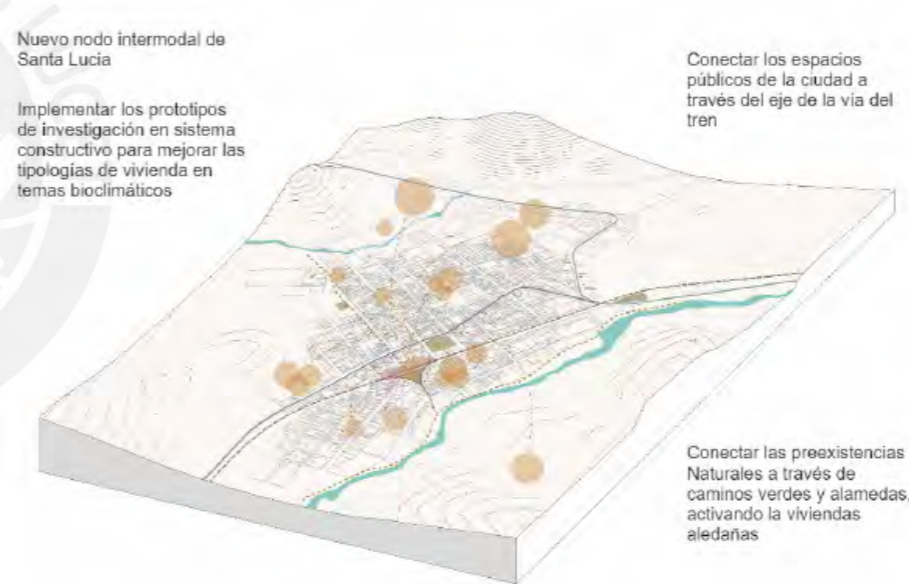 Nuevo nodo intermodal de
Santa Lucia
Implementar los prototipos
de investigación en sistema
constructivo para mejorar las
tipologías de vivienda en
temas bioclimáticos
Conectar los espacios
públicos de la ciudad a
través del eje de la vía del
tren
Conectar las preexistencias
Naturales a través de
caminos verdes y alamedas,
activando la viviendas
aledañas